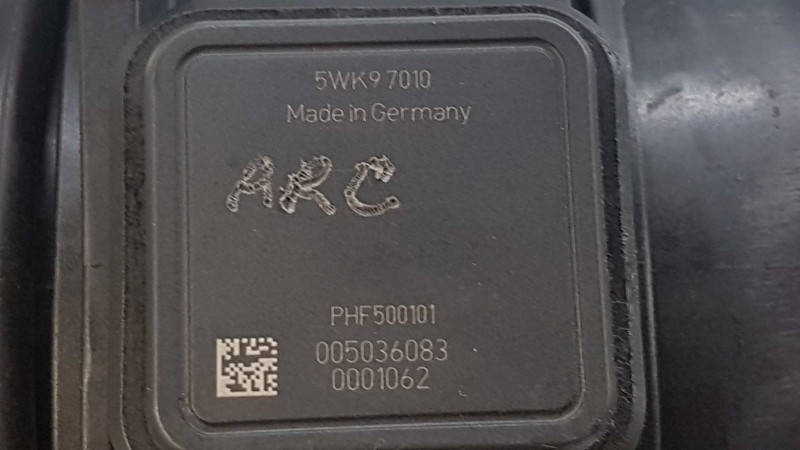 5WK9 7010
Made in Germany
ARC
PHF500101
005036083
0001062